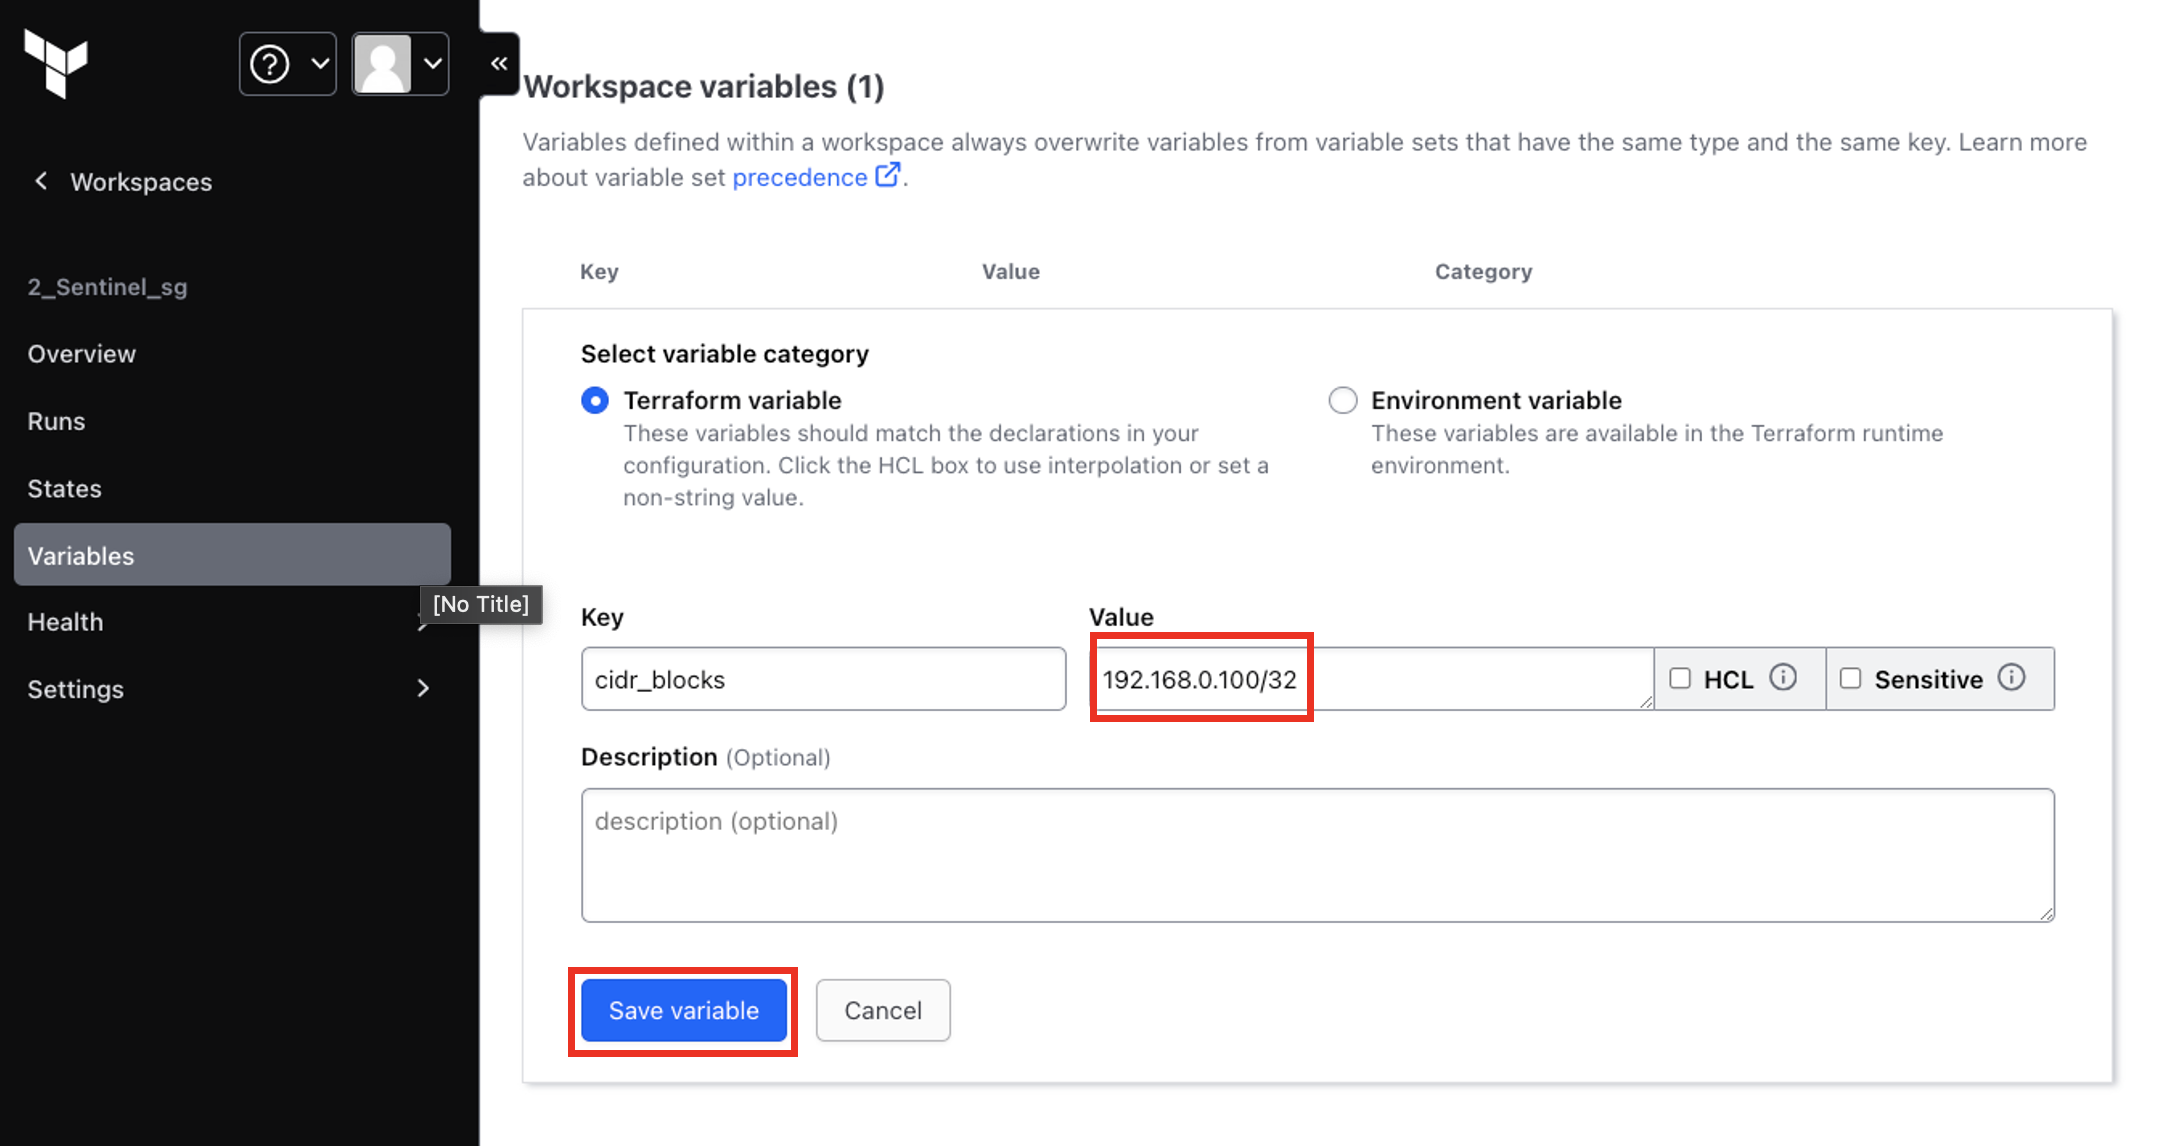 Workspaces
2_Sentinel_sg
Overview
Runs
States
Variables
[No Title]
Health
Settings
Workspace variables (1)
Variables defined within a workspace always overwrite variables from variable sets that have the same type and the same key. Learn more
about variable set precedence.
Key Value Category
Select variable category
Terraform variable
These variables should match the declarations in your
configuration. Click the HCL box to use interpolation or set a
non-string value.
Environment variable
These variables are available in the Terraform runtime
environment.
Key
cidr_blocks
Value
192.168.0.100/32
HCL
Sensitive
Description (Optional)
description (optional)
Save variable
Cancel